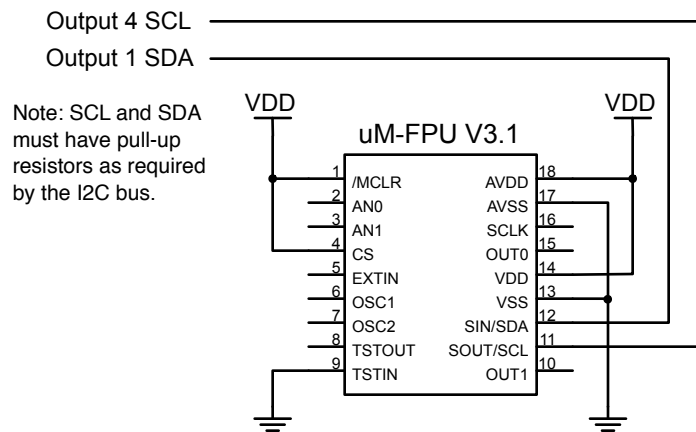 Output 4 SCL
Output 1 SDA
Note: SCL and SDA
must have pull-up
resistors as required
by the I2C bus.
VDD
VDD
uM-FPU V3.1
1 /MCLR
2 AN0
3 AN1
4 CS
5 EXTIN
6 OSC1
7 OSC2
8 TSTOUT
9 TSTIN
AVDD 18
AVSS 17
SCLK 16
OUT0 15
VDD 14
VSS 13
SIN/SDA 12
SOUT/SCL 11
OUT1 10